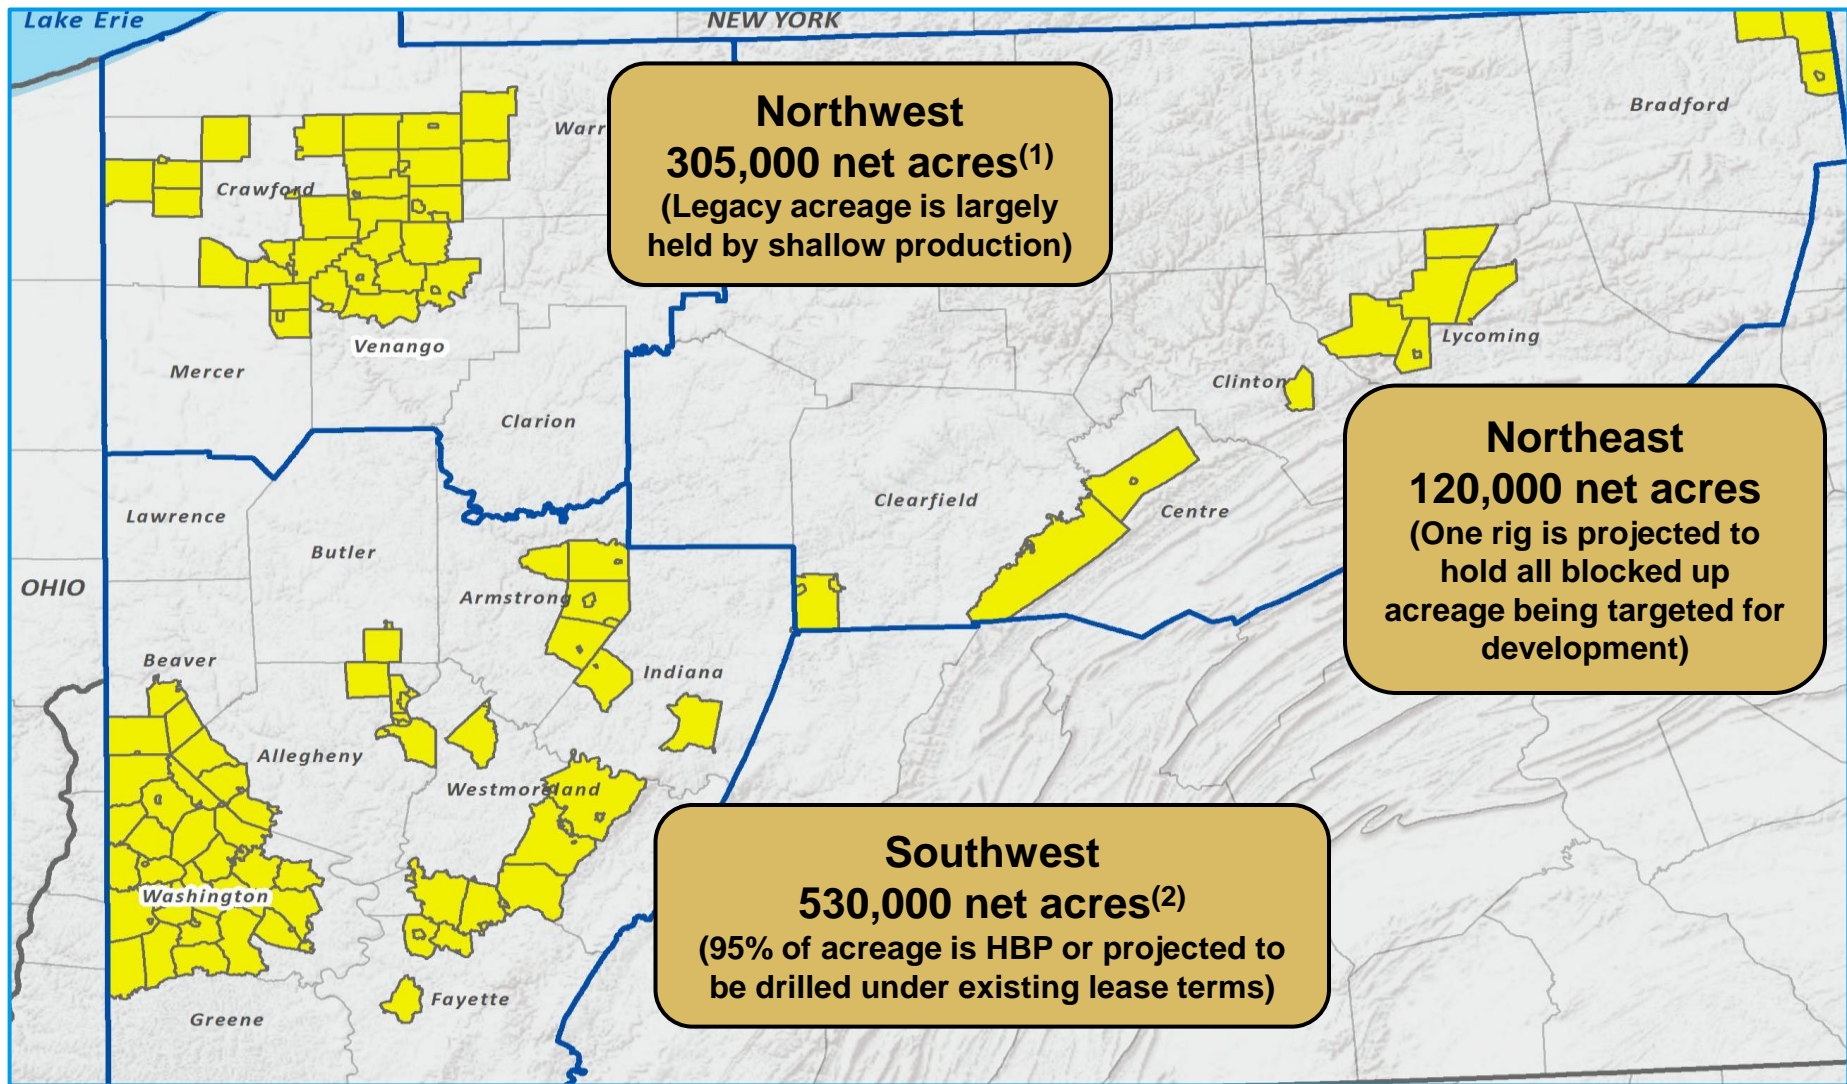 Lake Erie
NEW YORK
Bradford
Warr
Northwest
305,000 net acres(1)
(Legacy acreage is largely
held by shallow production)
Crawford
Venango
Mercer
Lycoming
Clinton
Clarion
Northeast
120,000 net acres
(One rig is projected to
hold all blocked up
acreage being targeted for
development)
Clearfield
Centre
Lawrence
Butler
OHIO
Armstrong
Beaver
Indiana
Allegheny
Westmoreland
Southwest
530,000 net acres(2)
(95% of acreage is HBP or projected to
be drilled under existing lease terms)
Washington
Fayette
Greene